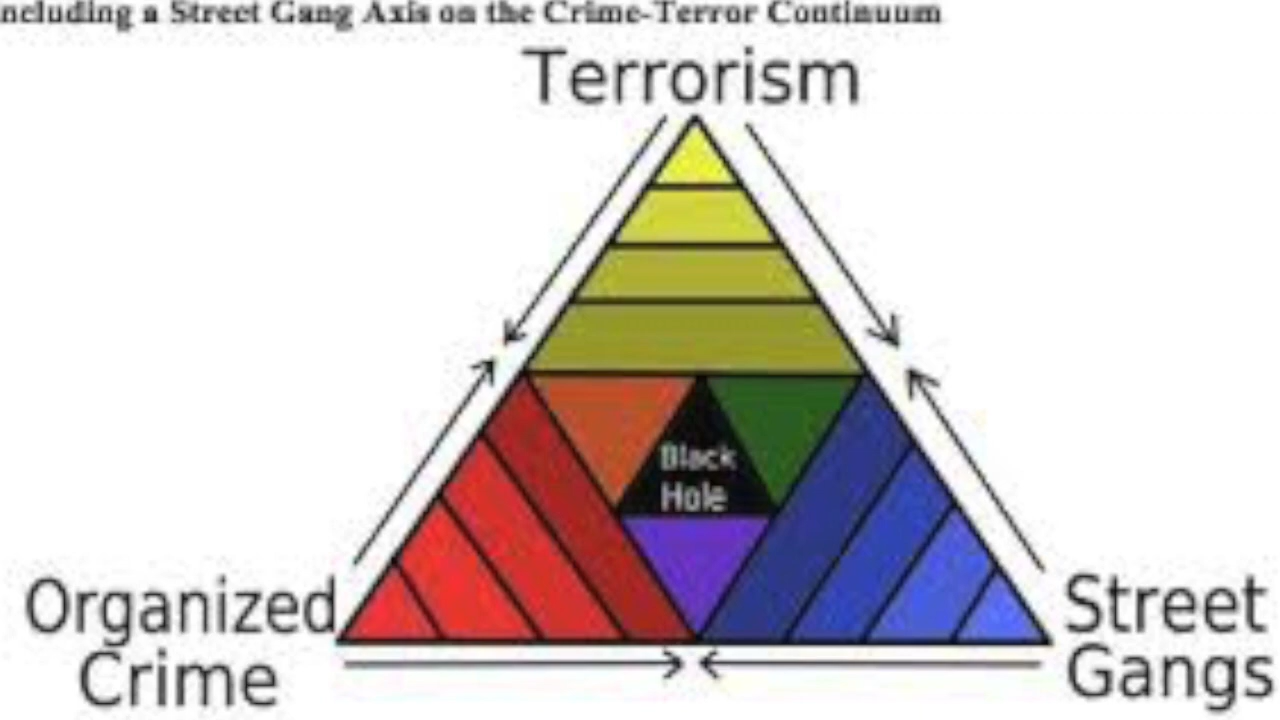 ncluding a Street Gang Axis on the Crime-Terror Continuum
Terrorism
Black
Hole
Organized
Crime
Street
Gangs